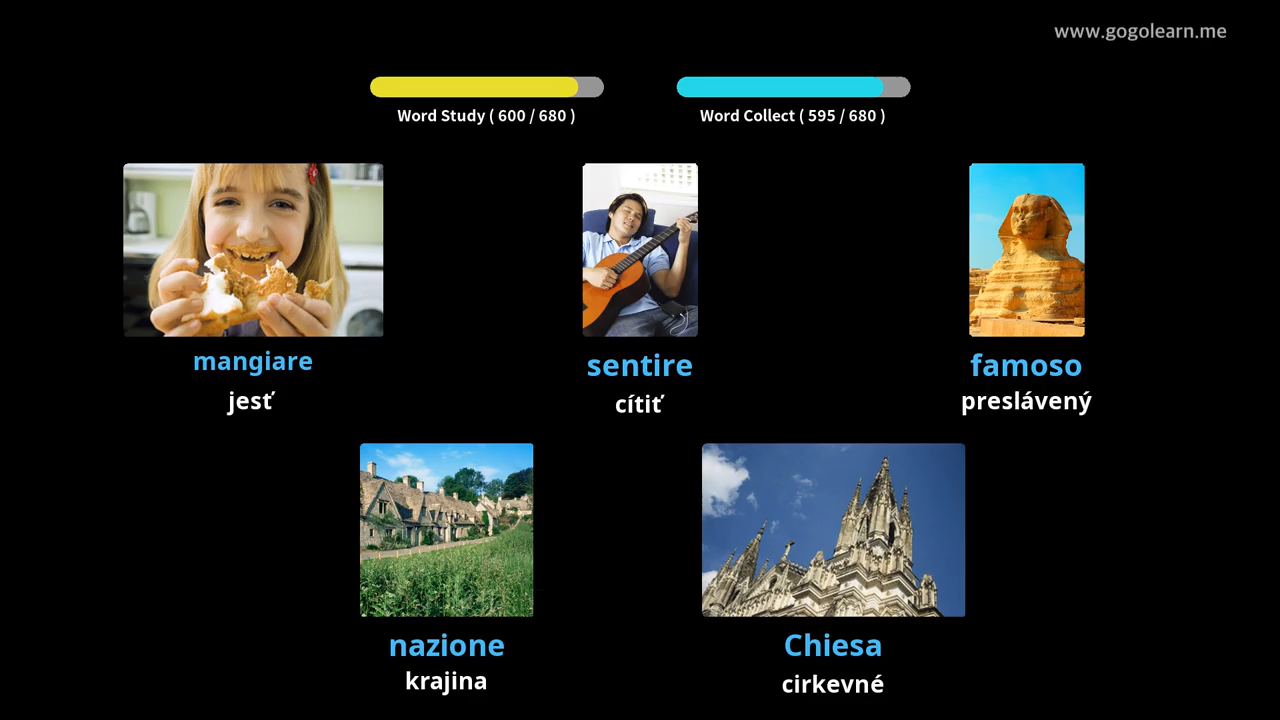 www.gogolearn.me
Word Study ( 600 / 680 )
Word Collect ( 595 / 680 )
mangiare
jesť
sentire
cítiť
famoso
preslávený
nazione
krajina
Chiesa
cirkevné